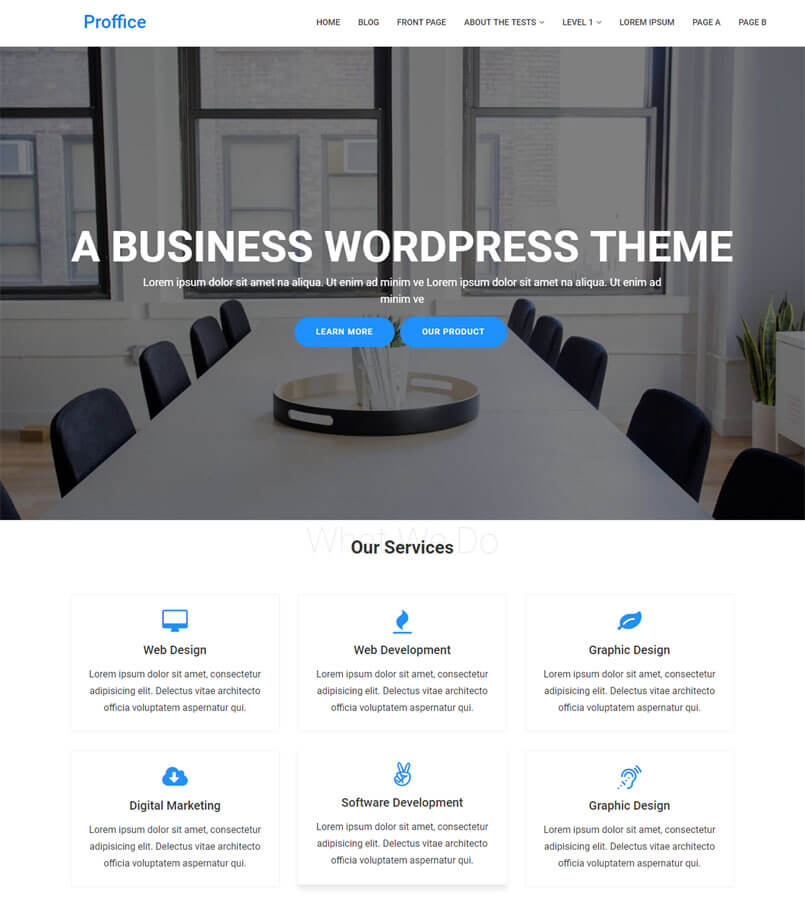 Proffice
HOME BLOG FRONT PAGE ABOUT THE TESTS LEVEL 1 LOREM IPSUM PAGE A PAGE B
A BUSINESS WORDPRESS THEME
Lorem ipsum dolor sit amet na aliqua. Ut enim ad minim ve Lorem ipsum dolor sit amet na aliqua. Ut enim ad
minim ve
LEARN MORE OUR PRODUCT
What We Do
Our Services
Web Design
Lorem ipsum dolor sit amet, consectetur
adipisicing elit. Delectus vitae architecto
officia voluptatem aspernatur qui.
Web Development
Lorem ipsum dolor sit amet, consectetur
adipisicing elit. Delectus vitae architecto
officia voluptatem aspernatur qui.
Graphic Design
Lorem ipsum dolor sit amet, consectetur
adipisicing elit. Delectus vitae architecto
officia voluptatem aspernatur qui.
Digital Marketing
Lorem ipsum dolor sit amet, consectetur
adipisicing elit. Delectus vitae architecto
officia voluptatem aspernatur qui.
Software Development
Lorem ipsum dolor sit amet, consectetur
adipisicing elit. Delectus vitae architecto
officia voluptatem aspernatur qui.
Graphic Design
Lorem ipsum dolor sit amet, consectetur
adipisicing elit. Delectus vitae architecto
officia voluptatem aspernatur qui.